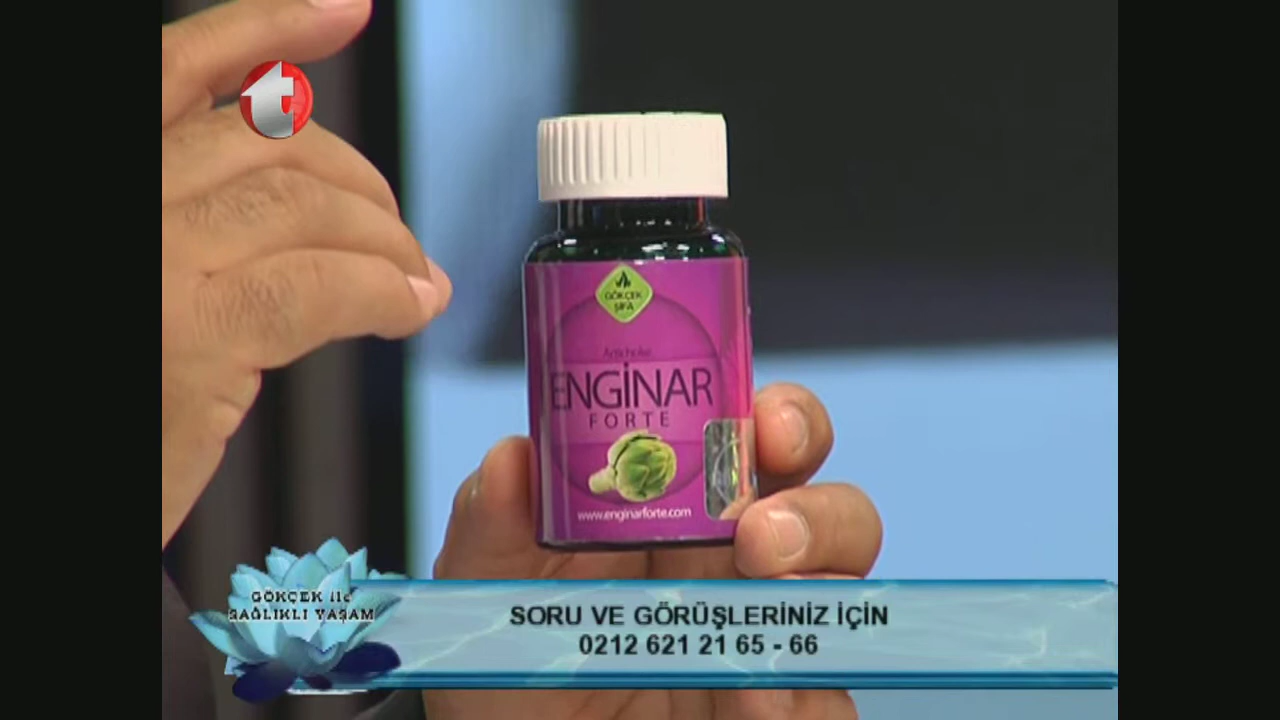 t
GÖKÇEK
ŞİFA
Artichoke
ENGİNAR
FORTE
www.enginarforte.com
GÖKÇEK ile
SAĞLIKLI YAŞAM
SORU VE GÖRÜŞLERİNİZ İÇİN
0212 621 21 65 - 66